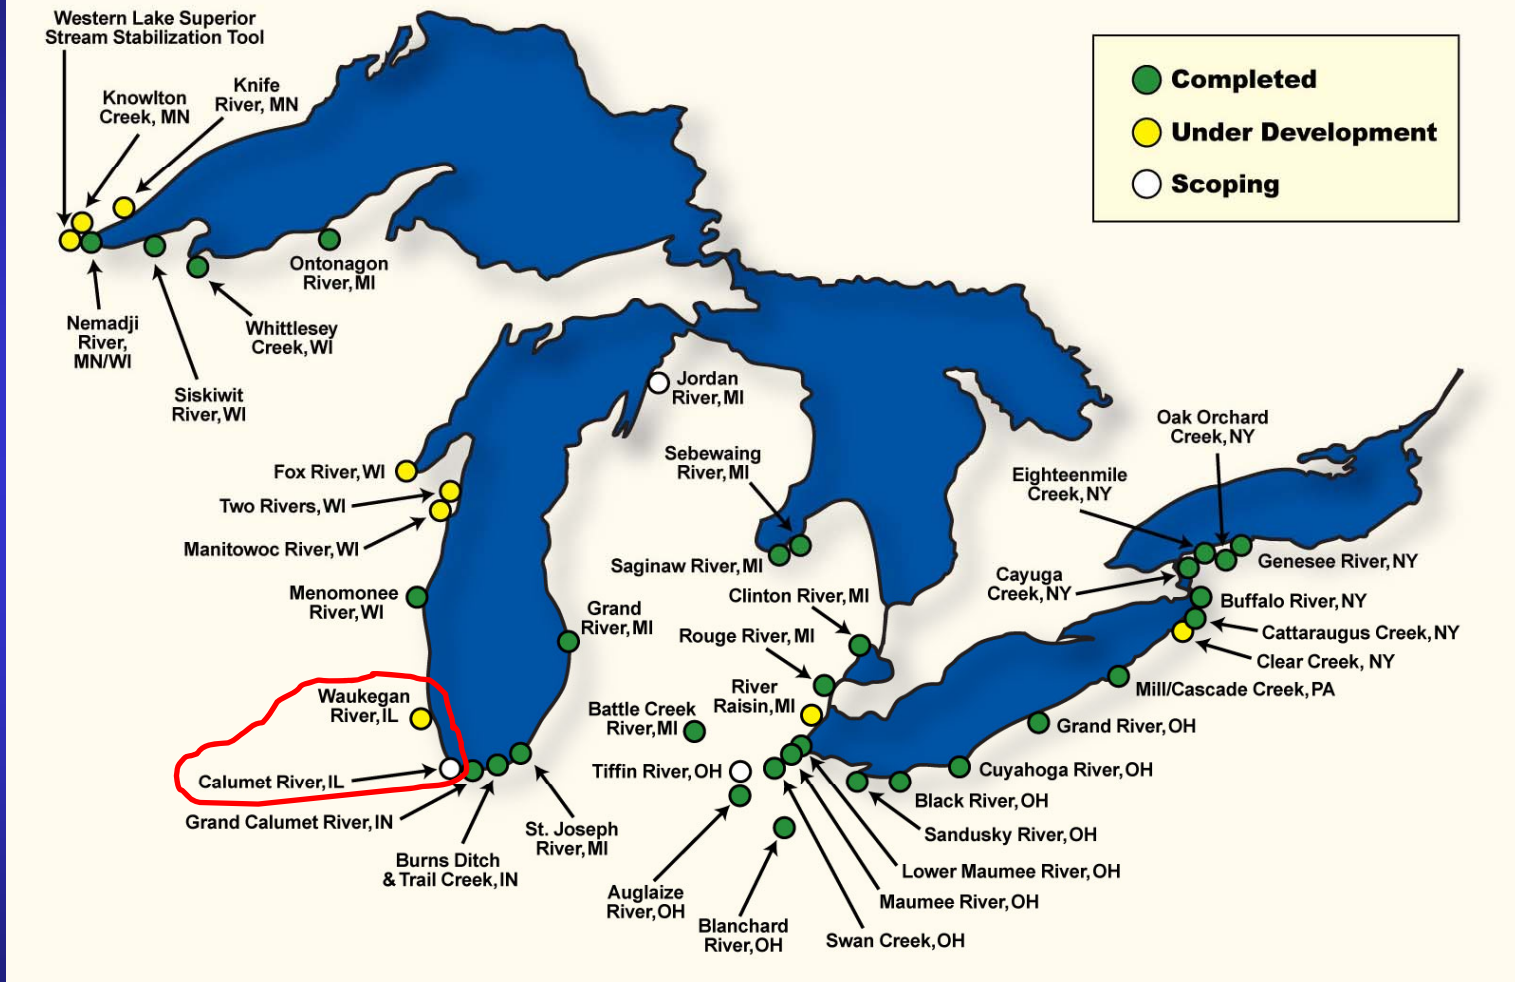 Western Lake Superior
Stream Stabilization Tool
Knowlton
Creek, MN
Knife
River, MN
Completed
Under Development
Scoping
Nemadji
River,
MN/WI
Siskiwit
River, WI
Whittlesey
Creek, WI
Ontonagon
River, MI
Jordan
River, MI
Fox River, WI
Two Rivers, WI
Manitowoc River, WI
Menomonee
River, WI
Waukegan
River, IL
Calumet River, IL
Grand Calumet River, IN
Burns Ditch
& Trail Creek, IN
St. Joseph
River, MI
Grand
River, MI
Sebewaing
River, MI
Saginaw River, MI
Clinton River, MI
Rouge River, MI
River
Raisin, MI
Battle Creek
River, MI
Tiffin River, OH
Auglaize
River, OH
Blanchard
River, OH
Swan Creek, OH
Maumee River, OH
Lower Maumee River, OH
Sandusky River, OH
Black River, OH
Cuyahoga River, OH
Grand River, OH
Mill/Cascade Creek, PA
Clear Creek, NY
Cattaraugus Creek, NY
Buffalo River, NY
Cayuga
Creek, NY
Eighteenmile
Creek, NY
Oak Orchard
Creek, NY
Genesee River, NY